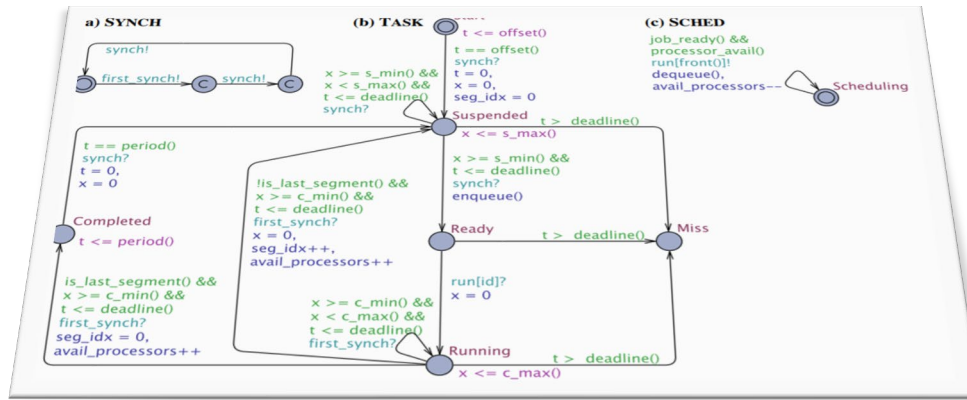 a) SYNCH
synch!
first_synch!
C
synch!
C
(b) TASK
t <= offset()
t == offset()
synch?
t = 0,
x = 0,
seg_idx = 0
x >= s_min() &&
x < s_max() &&
t <= deadline()
synch?
Suspended
t > deadline()
x <= s_max()
t == period()
synch?
t = 0,
x = 0
!is_last_segment() &&
x >= c_min() &&
t <= deadline()
first_synch?
x = 0,
seg_idx++,
avail_processors++
x >= s_min() &&
t <= deadline()
synch?
enqueue()
Completed
t <= period()
Ready
t > deadline()
Miss
is_last_segment() &&
x >= c_min() &&
t <= deadline()
first_synch?
seg_idx = 0,
avail_processors++
x >= c_min() &&
x < c_max() &&
t <= deadline()
first_synch?
run[id]?
x = 0
Running
t > deadline()
x <= c_max()
(c) SCHED
job_ready() &&
processor_avail()
run[front()]!
dequeue(),
avail_processors--
Scheduling